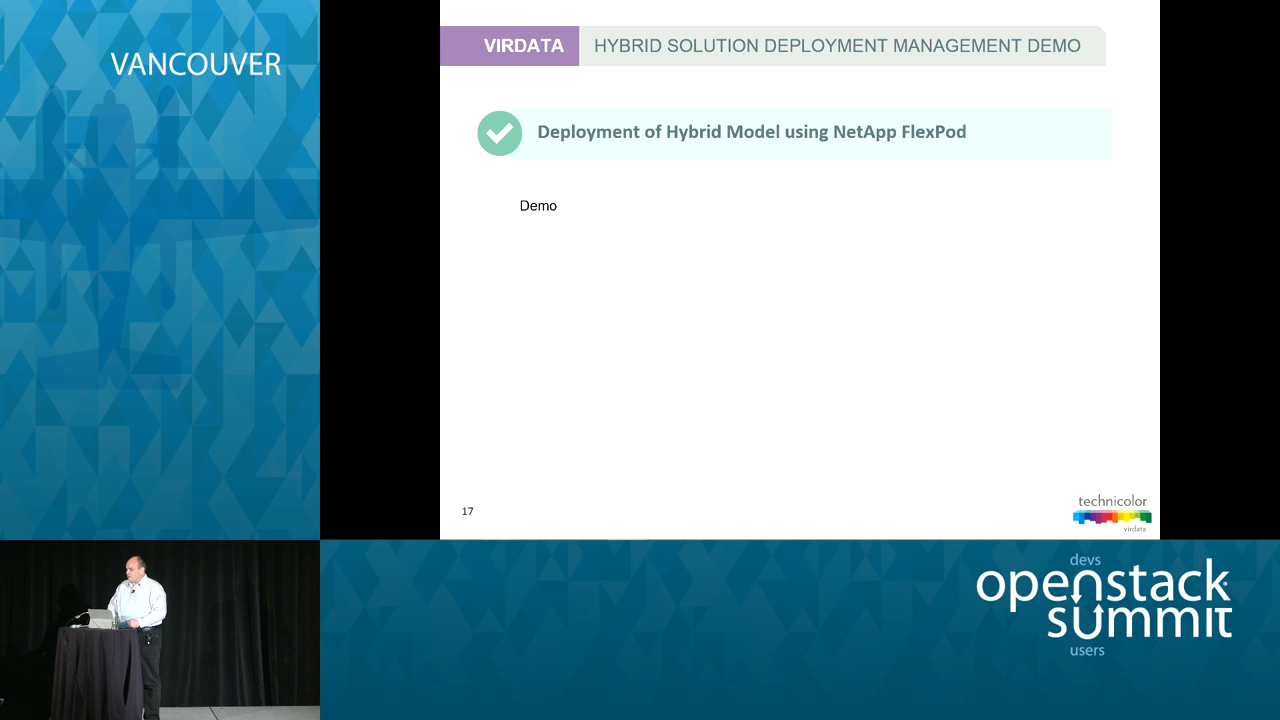 VANCOUVER
VIRDATA
HYBRID SOLUTION DEPLOYMENT MANAGEMENT DEMO
Deployment of Hybrid Model using NetApp FlexPod
Demo
17
technicolor
virdata
devs
openstack
summit
users